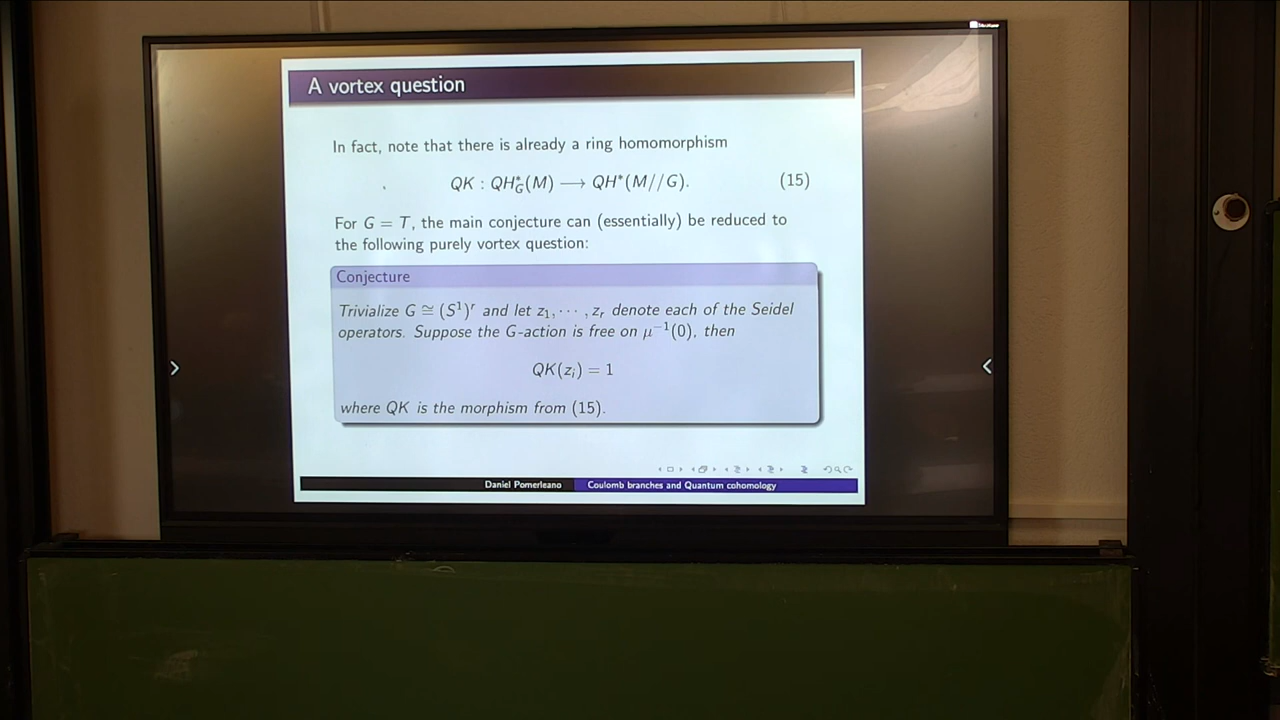 A vortex question
In fact, note that there is already a ring homomorphism
QK : QH*_G(M) ⟶ QH*(M//G). (15)
For G = T, the main conjecture can (essentially) be reduced to
the following purely vortex question:
Conjecture
Trivialize G ≅ (S¹)ʳ and let z₁, ⋯ , zᵣ denote each of the Seidel
operators. Suppose the G-action is free on μ⁻¹(0), then
QK(zᵢ) = 1
where QK is the morphism from (15).
Daniel Pomerleano Coulomb branches and Quantum cohomology